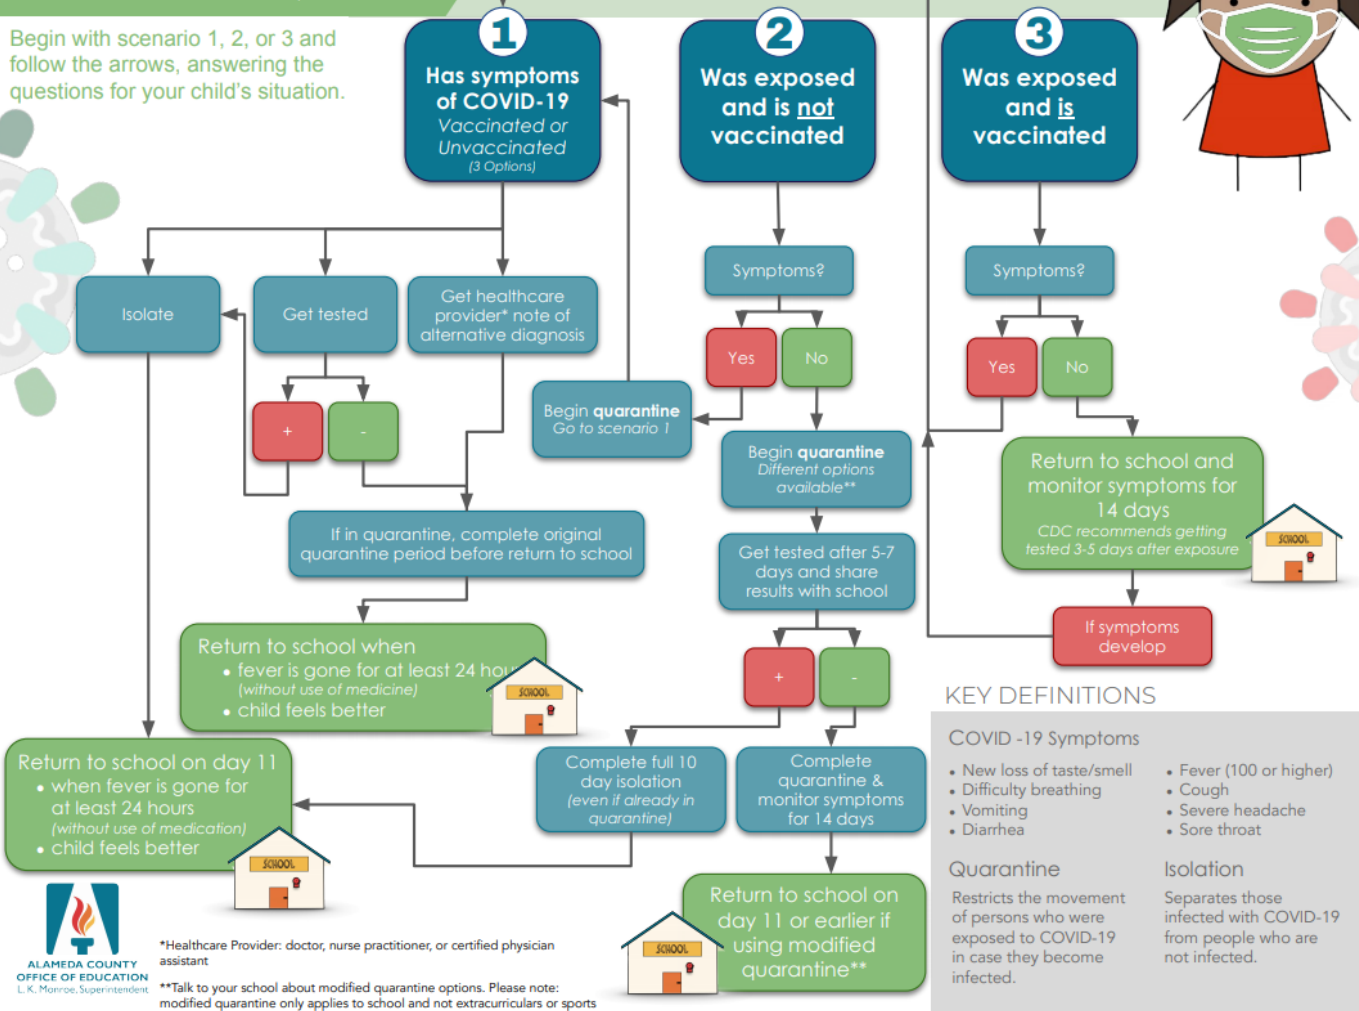 Begin with scenario 1, 2, or 3 and
follow the arrows, answering the
questions for your child's situation.
1
Has symptoms
of COVID-19
Vaccinated or
Unvaccinated
(3 Options)
2
Was exposed
and is not
vaccinated
3
Was exposed
and is
vaccinated
Isolate
Get tested
Get healthcare
provider* note of
alternative diagnosis
+
-
If in quarantine, complete original
quarantine period before return to school
Return to school when
• fever is gone for at least 24
(without use of medicine)
• child feels better
SCHOOL
Return to school on day 11
• when fever is gone for
at least 24 hours
(without use of medication)
• child feels better
SCHOOL
Symptoms?
Yes
No
Begin quarantine
Go to scenario 1
Begin quarantine
Different options
available**
Get tested after 5-7
days and share
results with school
+
-
Complete full 10
day isolation
(even if already in
quarantine)
Complete
quarantine &
monitor symptoms
for 14 days
Return to school on
day 11 or earlier if
using modified
quarantine**
SCHOOL
Symptoms?
Yes
No
Return to school and
monitor symptoms for
14 days
CDC recommends getting
tested 3-5 days after exposure
SCHOOL
If symptoms
develop
KEY DEFINITIONS
COVID -19 Symptoms
• New loss of taste/smell
• Difficulty breathing
• Vomiting
• Diarrhea
• Fever (100 or higher)
• Cough
• Severe headache
• Sore throat
Quarantine
Restricts the movement
of persons who were
exposed to COVID-19
in case they become
infected.
Isolation
Separates those
infected with COVID-19
from people who are
not infected.
ALAMEDA COUNTY
OFFICE OF EDUCATION
L. K. Monroe, Superintendent
*Healthcare Provider: doctor, nurse practitioner, or certified physician
assistant
**Talk to your school about modified quarantine options. Please note:
modified quarantine only applies to school and not extracurriculars or sports